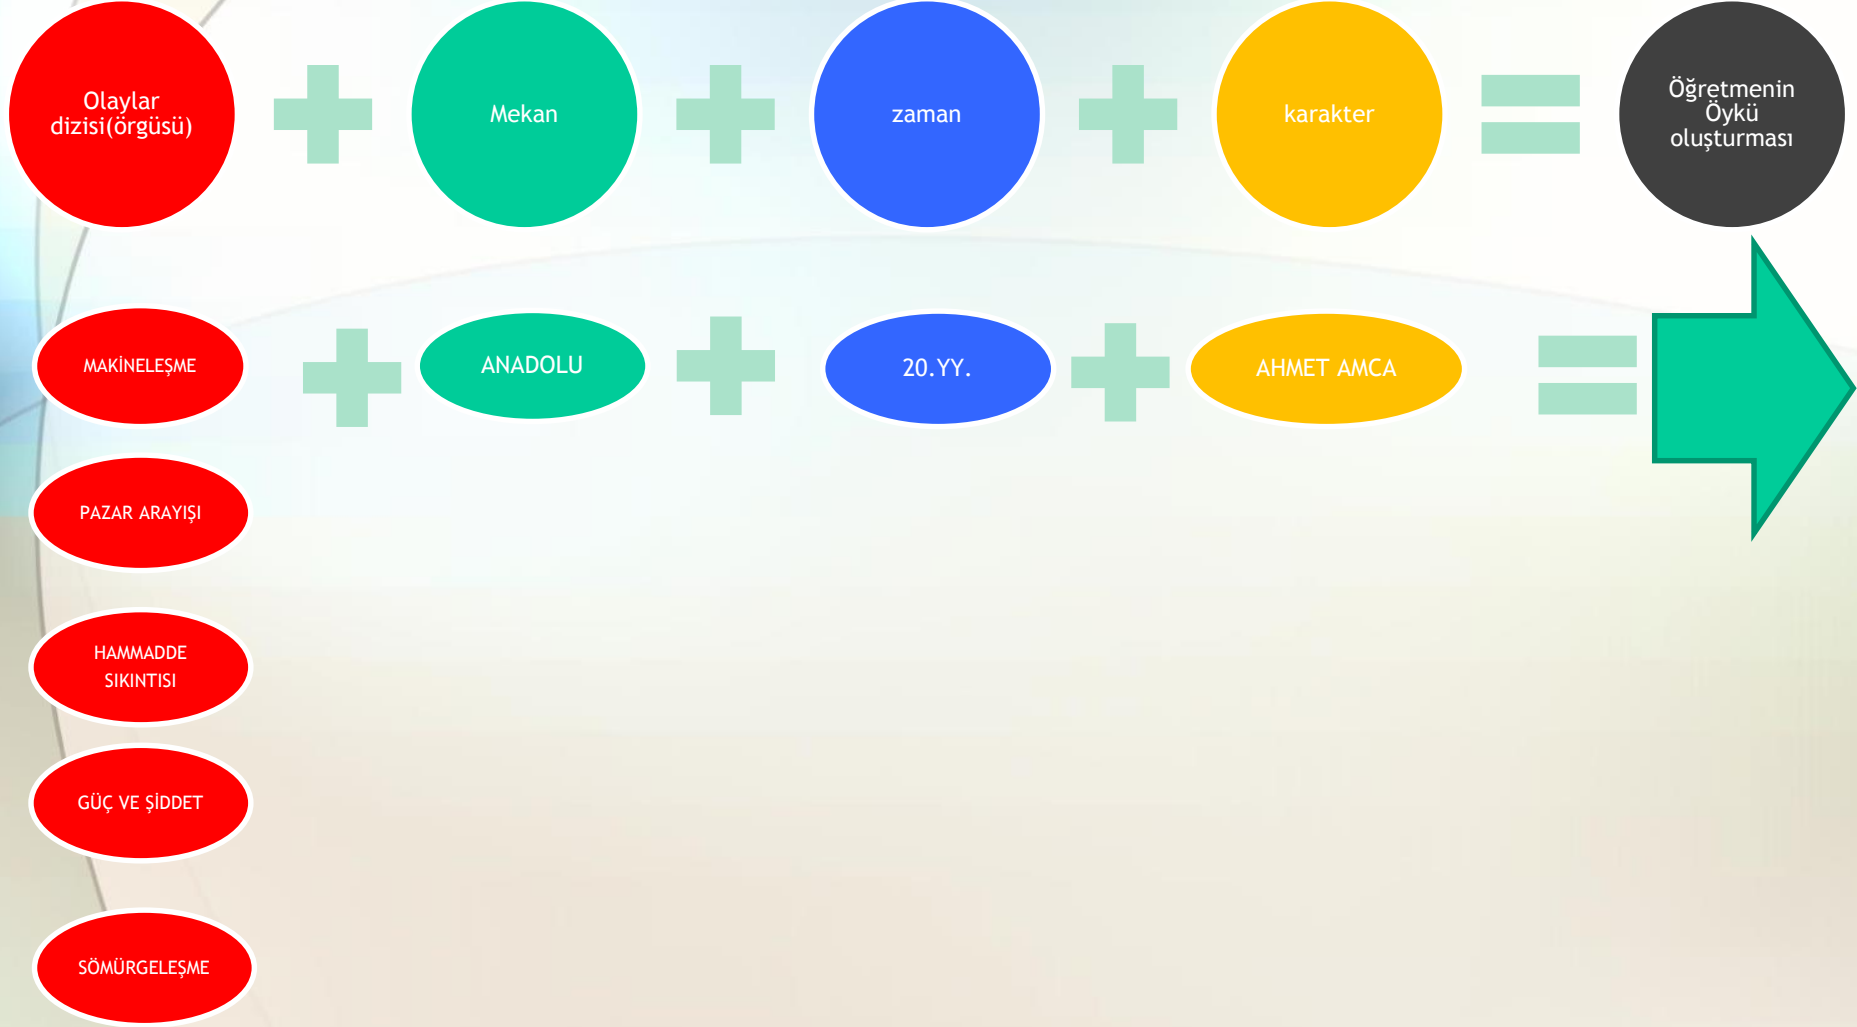 Olaylar
dizisi(örgüsü)
Mekan
zaman
karakter
Öğretmenin
Öykü
oluşturması
MAKİNELEŞME
ANADOLU
20.YY.
AHMET AMCA
PAZAR ARAYIŞI
HAMMADDE
SIKINTISI
GÜÇ VE ŞİDDET
SÖMÜRGELEŞME